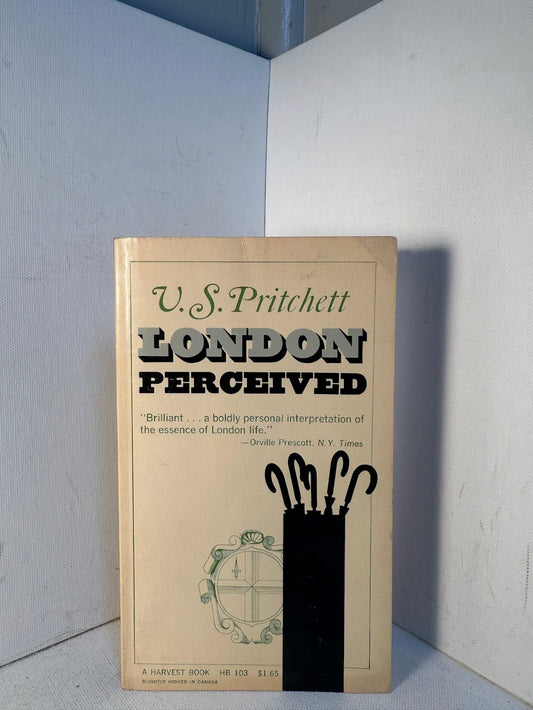 V. S. Pritchett
LONDON
PERCEIVED
"Brilliant . . . a boldly personal interpretation of
the essence of London life."
—Orville Prescott, N.Y. Times
A HARVEST BOOK HB 103 $1.65
SLIGHTLY HIGHER IN CANADA